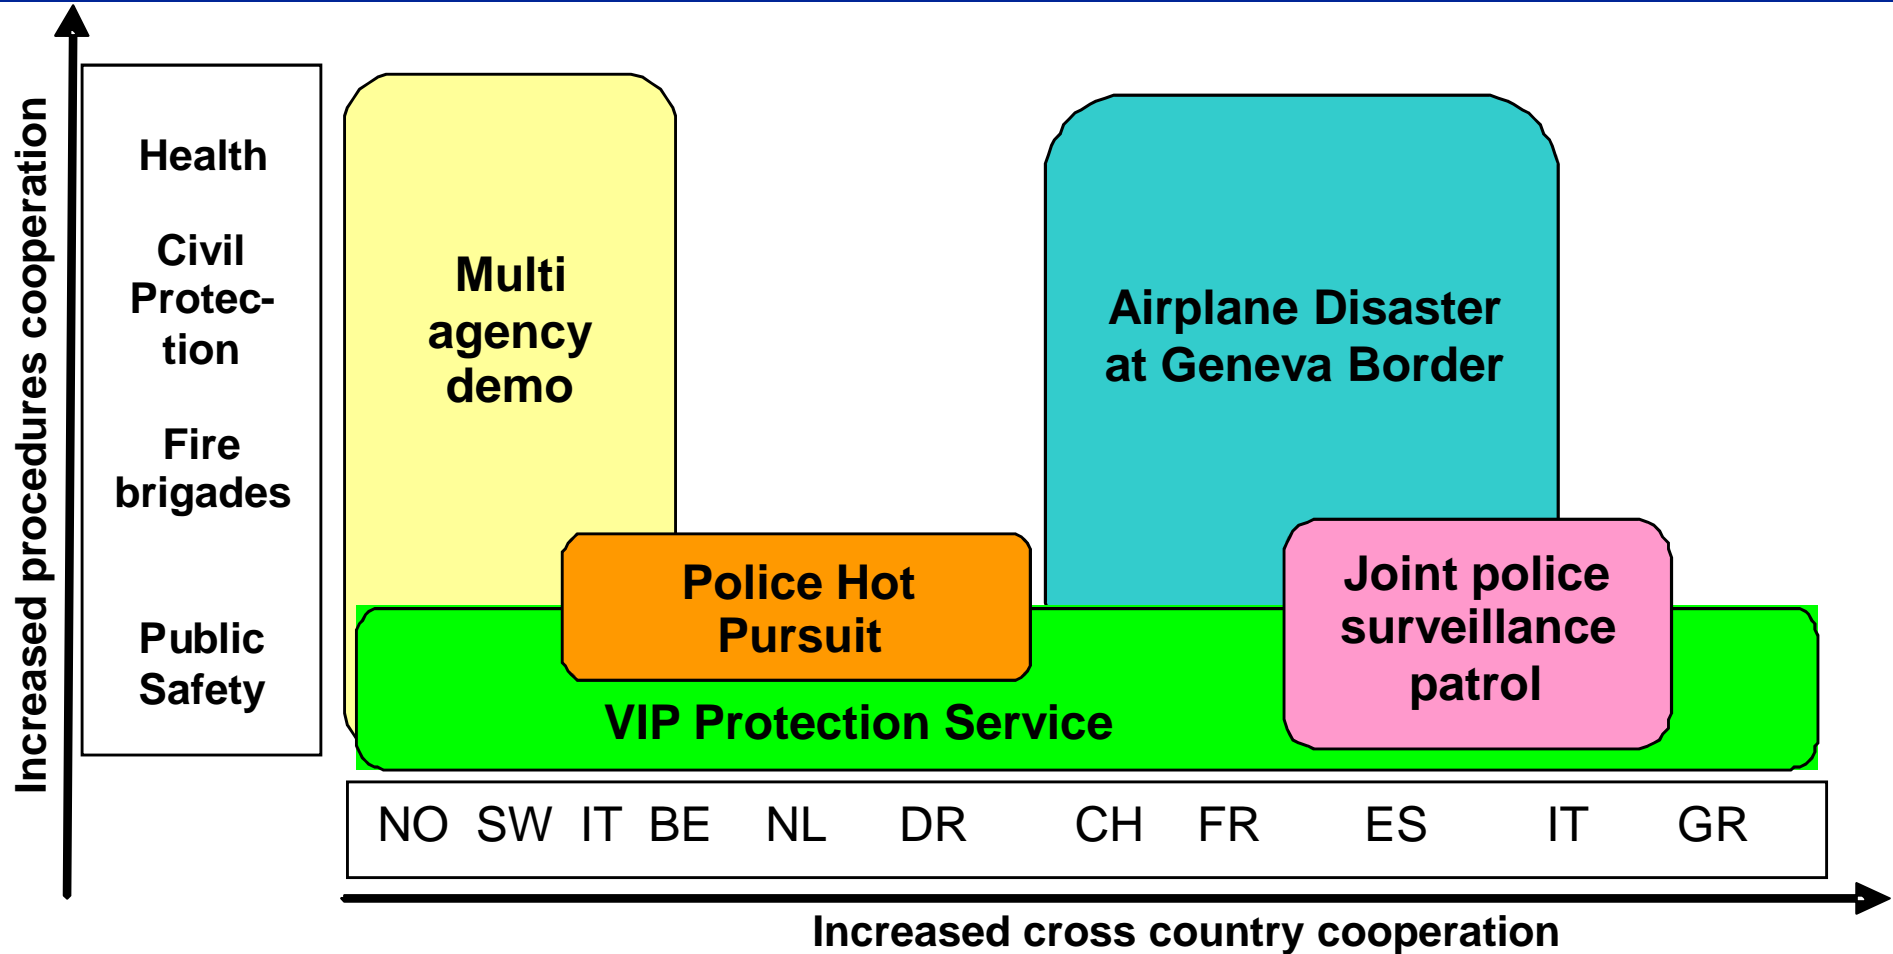 Increased procedures cooperation
Health
Civil
Protec-
tion
Fire
brigades
Public
Safety
Multi
agency
demo
Airplane Disaster
at Geneva Border
Police Hot
Pursuit
Joint police
surveillance
patrol
VIP Protection Service
NO SW IT BE NL DR CH FR ES IT GR
Increased cross country cooperation